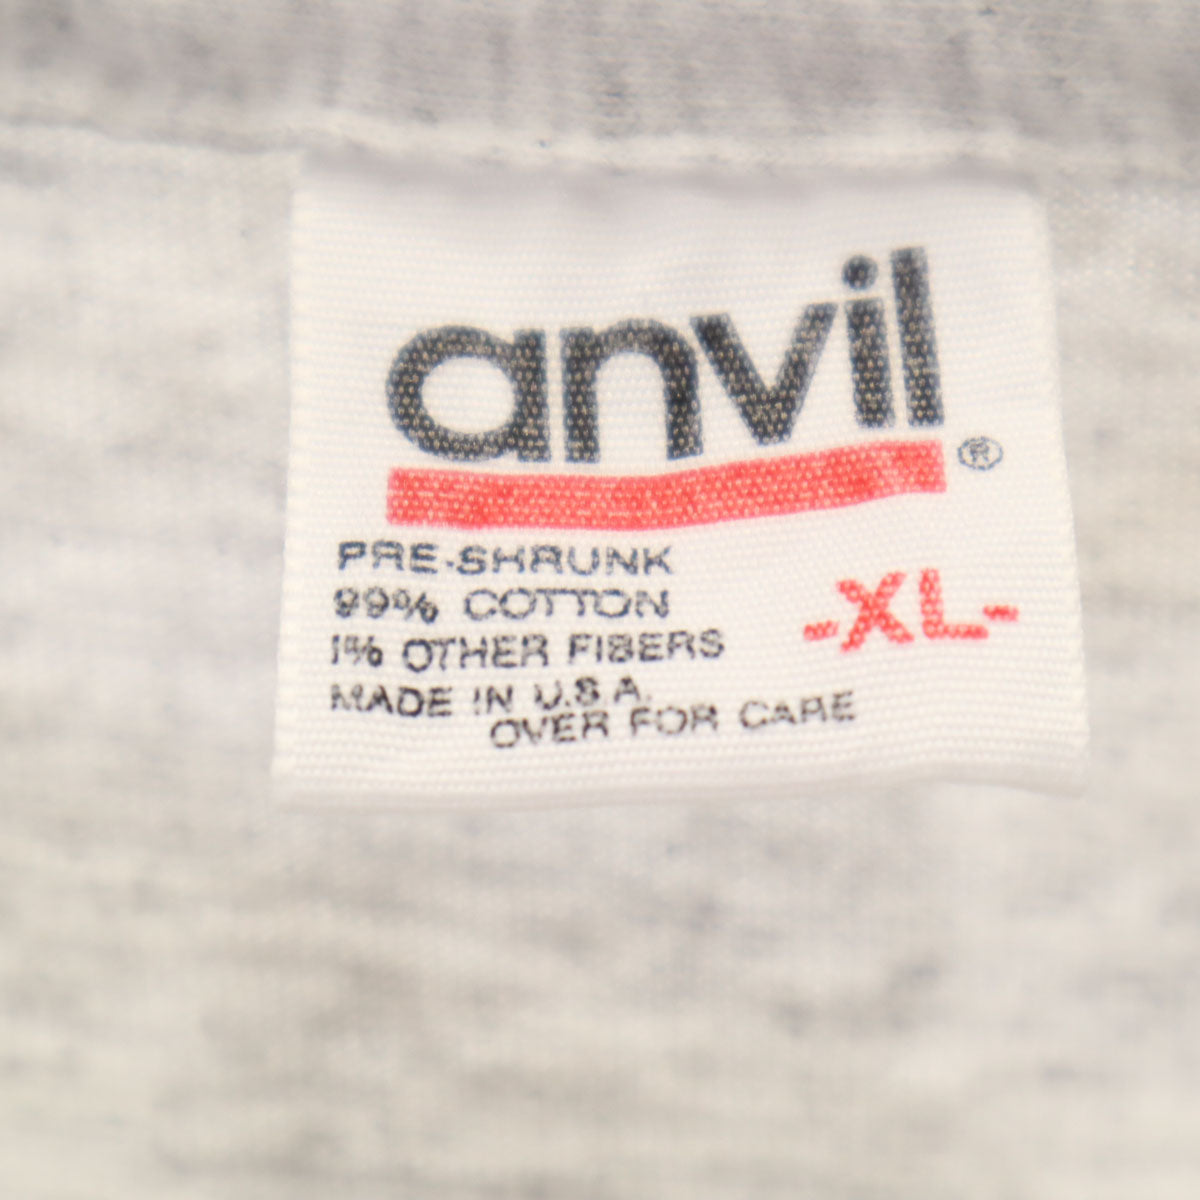 anvil®
PRE-SHRUNK
99% COTTON
1% OTHER FIBERS
-XL-
MADE IN U.S.A.
OVER FOR CARE